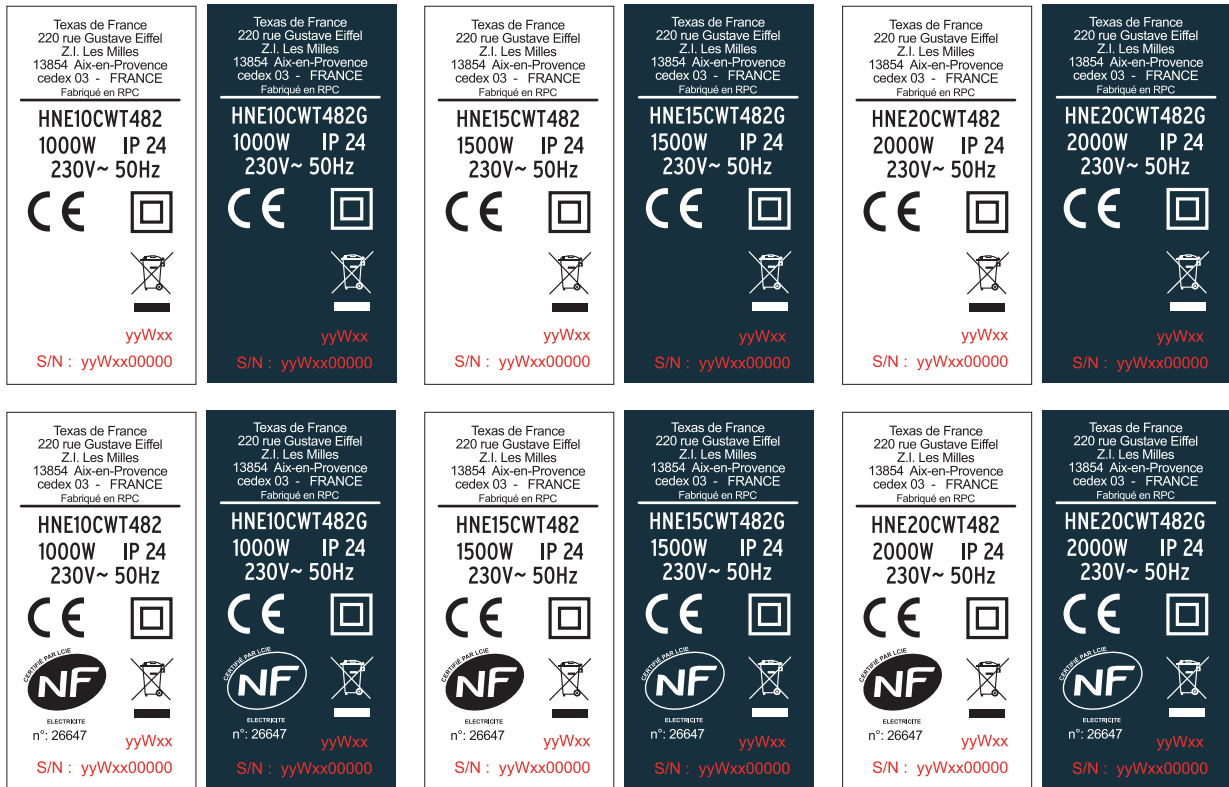 Texas de France
220 rue Gustave Eiffel
Z.I. Les Milles
13854 Aix-en-Provence
cedex 03 - FRANCE
Fabriqué en RPC
HNE10CWT482
1000W IP 24
230V~ 50Hz
CE
yyWxx
S/N : yyWxx00000
Texas de France
220 rue Gustave Eiffel
Z.I. Les Milles
13854 Aix-en-Provence
cedex 03 - FRANCE
Fabriqué en RPC
HNE10CWT482G
1000W IP 24
230V~ 50Hz
CE
yyWxx
S/N : yyWxx00000
Texas de France
220 rue Gustave Eiffel
Z.I. Les Milles
13854 Aix-en-Provence
cedex 03 - FRANCE
Fabriqué en RPC
HNE15CWT482
1500W IP 24
230V~ 50Hz
CE
yyWxx
S/N : yyWxx00000
Texas de France
220 rue Gustave Eiffel
Z.I. Les Milles
13854 Aix-en-Provence
cedex 03 - FRANCE
Fabriqué en RPC
HNE15CWT482G
1500W IP 24
230V~ 50Hz
CE
yyWxx
S/N : yyWxx00000
Texas de France
220 rue Gustave Eiffel
Z.I. Les Milles
13854 Aix-en-Provence
cedex 03 - FRANCE
Fabriqué en RPC
HNE20CWT482
2000W IP 24
230V~ 50Hz
CE
yyWxx
S/N : yyWxx00000
Texas de France
220 rue Gustave Eiffel
Z.I. Les Milles
13854 Aix-en-Provence
cedex 03 - FRANCE
Fabriqué en RPC
HNE20CWT482G
2000W IP 24
230V~ 50Hz
CE
yyWxx
S/N : yyWxx00000
Texas de France
220 rue Gustave Eiffel
Z.I. Les Milles
13854 Aix-en-Provence
cedex 03 - FRANCE
Fabriqué en RPC
HNE10CWT482
1000W IP 24
230V~ 50Hz
CE
CERTIFIÉ PAR LCIE
NF
ELECTRICITE
n°: 26647
yyWxx
S/N : yyWxx00000
Texas de France
220 rue Gustave Eiffel
Z.I. Les Milles
13854 Aix-en-Provence
cedex 03 - FRANCE
Fabriqué en RPC
HNE10CWT482G
1000W IP 24
230V~ 50Hz
CE
CERTIFIÉ PAR LCIE
NF
ELECTRICITE
n°: 26647
yyWxx
S/N : yyWxx00000
Texas de France
220 rue Gustave Eiffel
Z.I. Les Milles
13854 Aix-en-Provence
cedex 03 - FRANCE
Fabriqué en RPC
HNE15CWT482
1500W IP 24
230V~ 50Hz
CE
CERTIFIÉ PAR LCIE
NF
ELECTRICITE
n°: 26647
yyWxx
S/N : yyWxx00000
Texas de France
220 rue Gustave Eiffel
Z.I. Les Milles
13854 Aix-en-Provence
cedex 03 - FRANCE
Fabriqué en RPC
HNE15CWT482G
1500W IP 24
230V~ 50Hz
CE
CERTIFIÉ PAR LCIE
NF
ELECTRICITE
n°: 26647
yyWxx
S/N : yyWxx00000
Texas de France
220 rue Gustave Eiffel
Z.I. Les Milles
13854 Aix-en-Provence
cedex 03 - FRANCE
Fabriqué en RPC
HNE20CWT482
2000W IP 24
230V~ 50Hz
CE
CERTIFIÉ PAR LCIE
NF
ELECTRICITE
n°: 26647
yyWxx
S/N : yyWxx00000
Texas de France
220 rue Gustave Eiffel
Z.I. Les Milles
13854 Aix-en-Provence
cedex 03 - FRANCE
Fabriqué en RPC
HNE20CWT482G
2000W IP 24
230V~ 50Hz
CE
CERTIFIÉ PAR LCIE
NF
ELECTRICITE
n°: 26647
yyWxx
S/N : yyWxx00000